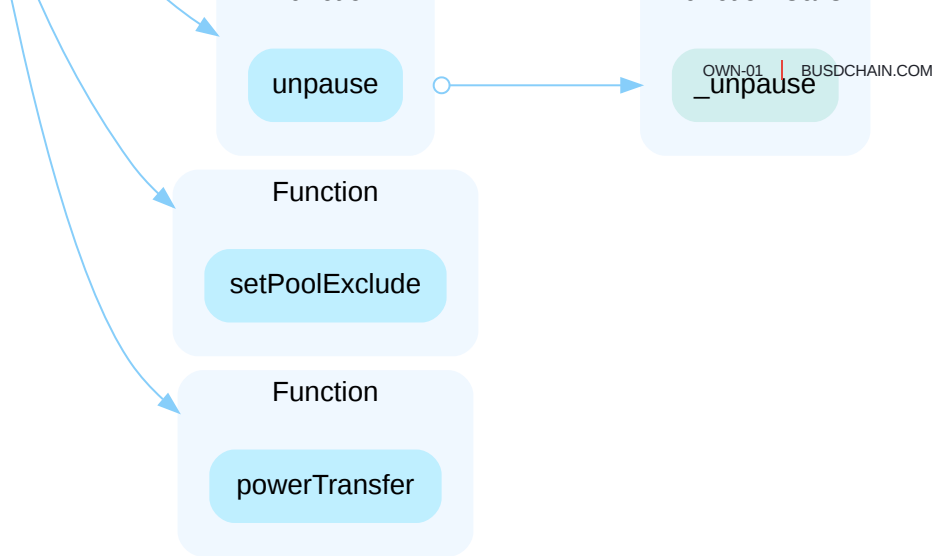 OWN-01 | BUSDCHAIN.COM
unpause
_unpause
Function
setPoolExclude
Function
powerTransfer